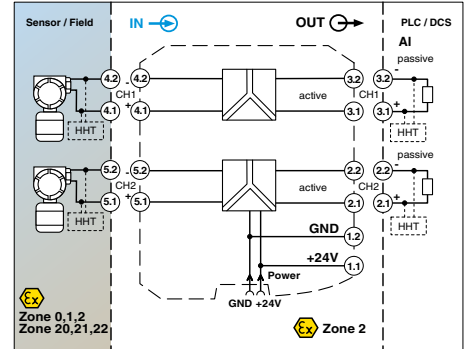 Sensor / Field IN OUT PLC / DCS
AI
passive
4.2 4.2 - 3.2 3.2 -
CH1 active CH1
4.1 + 4.1 3.1 3.1 +
HHT HHT
passive
5.2 5.2 - 2.2 2.2 -
CH2 active CH2
5.1 + 5.1 2.1 2.1 +
HHT HHT
GND 1.2
+24V 1.1
Power
GND +24V
Ex
Zone 0,1,2
Zone 20,21,22
Ex Zone 2